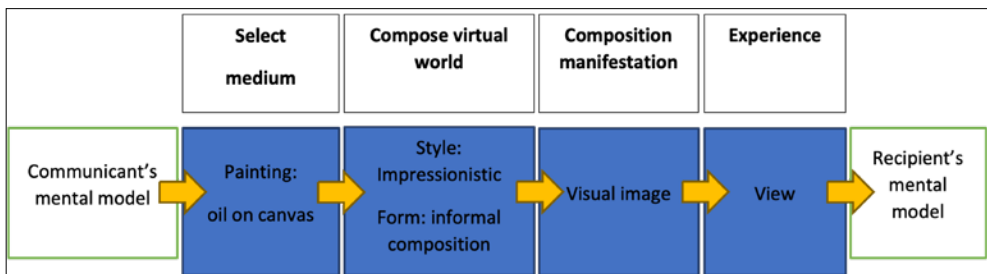 Select
medium
Compose virtual
world
Composition
manifestation
Experience
Communicant’s
mental model
Painting:
oil on canvas
Style:
Impressionistic
Form: informal
composition
Visual image
View
Recipient’s
mental
model